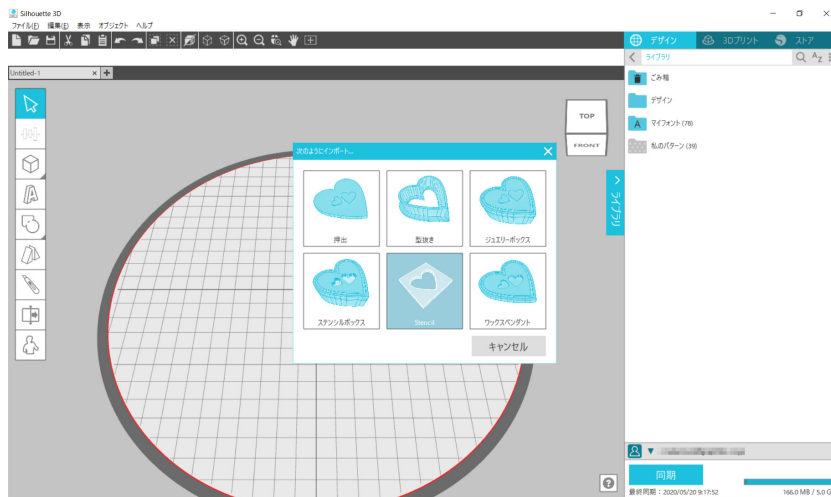 Silhouette 3D
ファイル(F) 編集(E) 表示 オブジェクト ヘルプ
デザイン 3Dプリント ストア
ライブラリ
Untitled-1
ごみ箱
デザイン
マイフォント (78)
私のパターン (39)
ライブラリ
TOP
FRONT
次のようにインポート...
押出 型抜き ジュエリーボックス
ステンシルボックス Stencil ワックスペンダント
キャンセル
同期
最終同期：2020/05/20 9:17:52 166.0 MB / 5.0 G